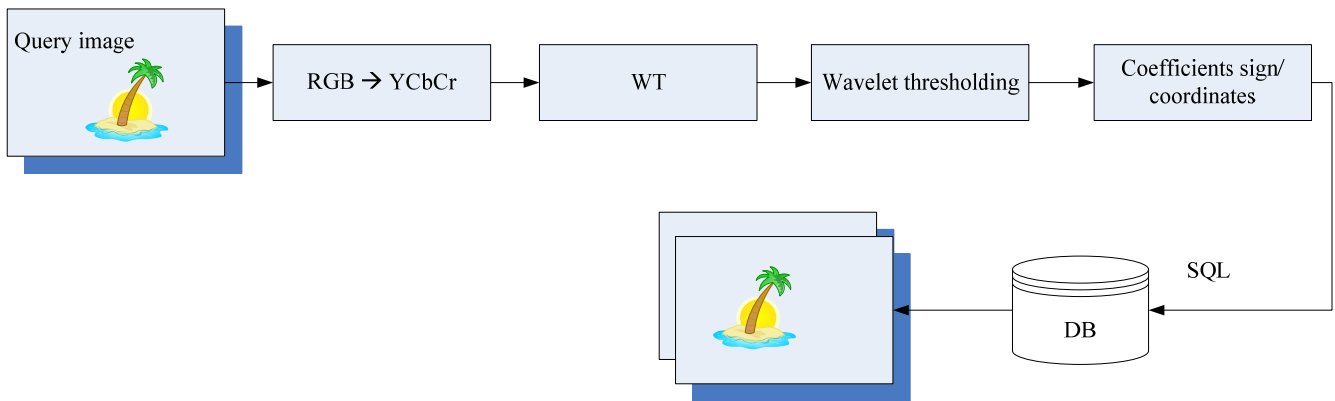 Query image
RGB → YCbCr
WT
Wavelet thresholding
Coefficients sign/
coordinates
SQL
DB